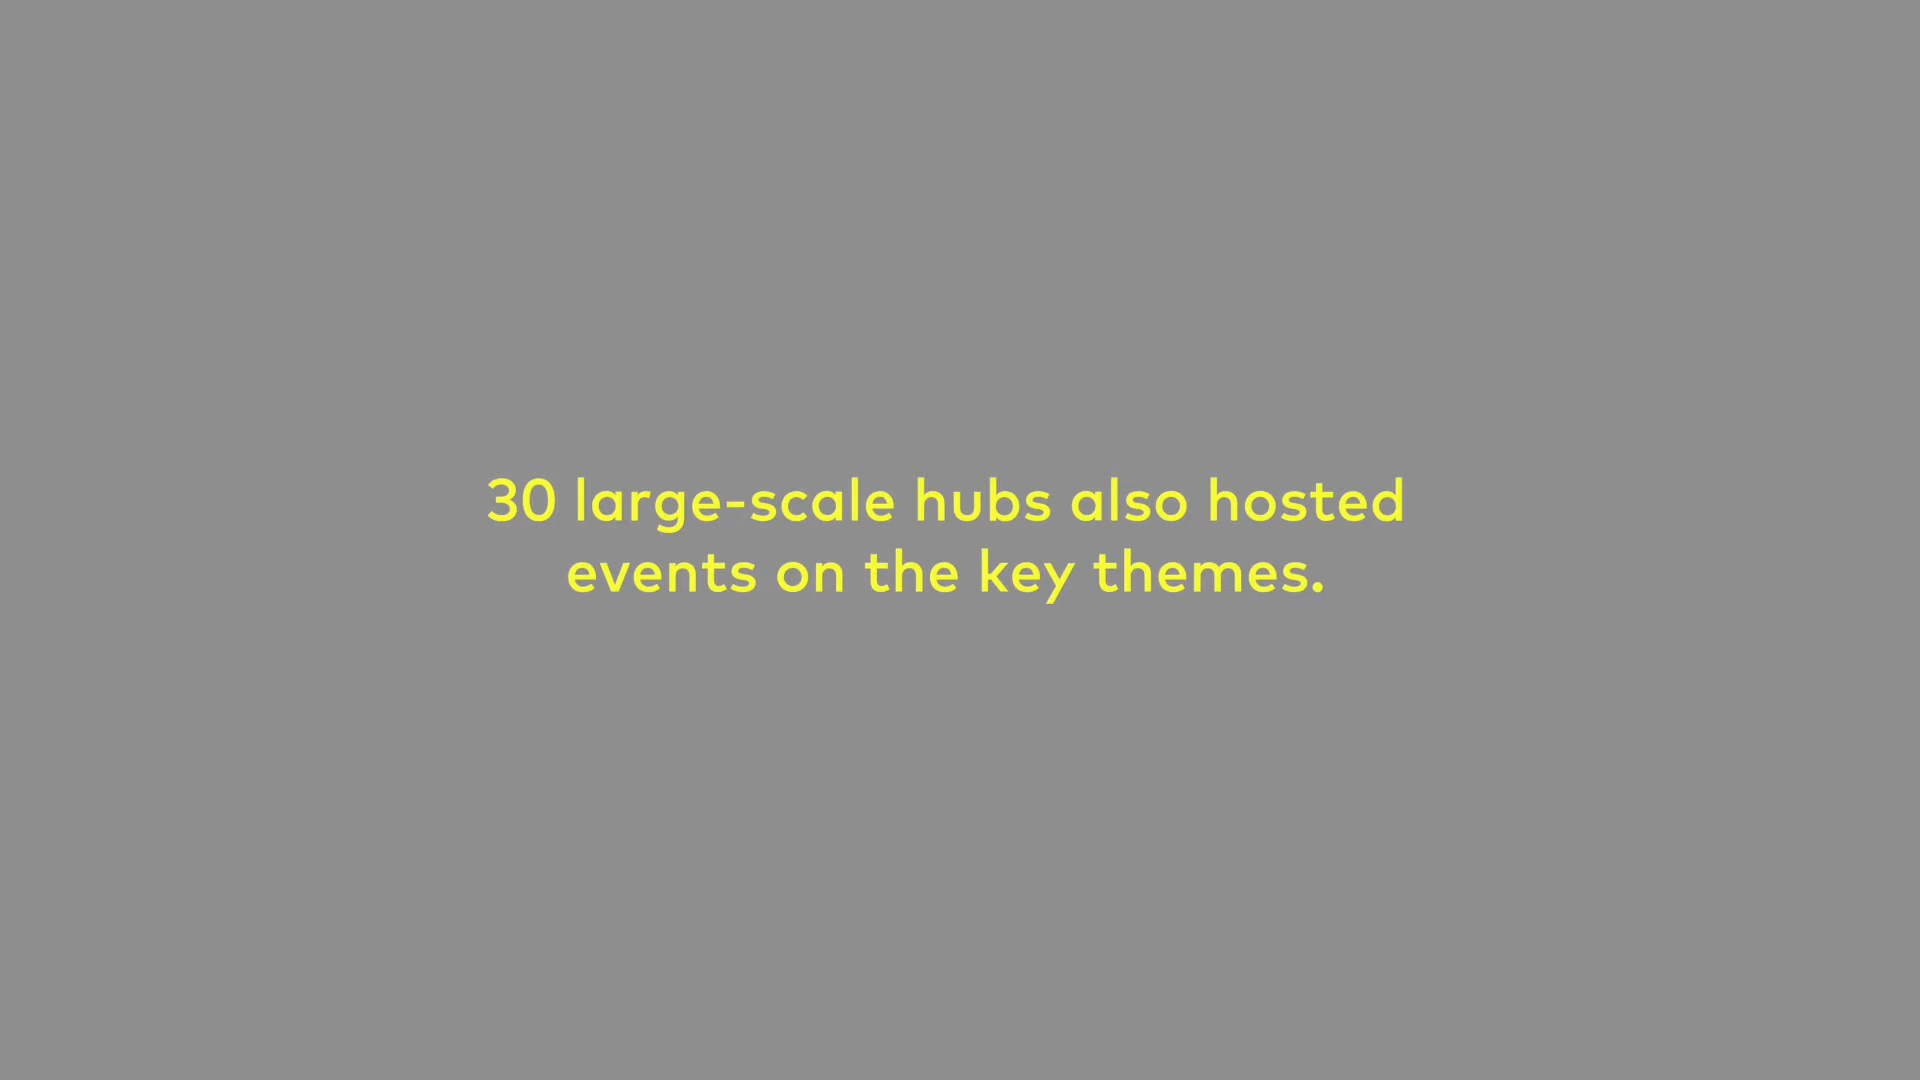 30 large-scale hubs also hosted
events on the key themes.